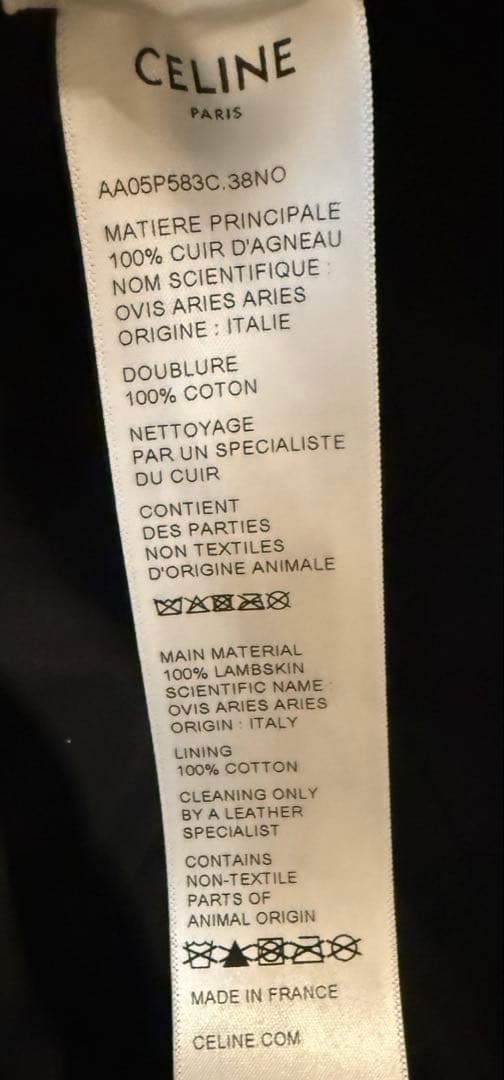 CELINE
PARIS
AA05P583C.38NO
MATIERE PRINCIPALE
100% CUIR D'AGNEAU
NOM SCIENTIFIQUE :
OVIS ARIES ARIES
ORIGINE : ITALIE
DOUBLURE
100% COTON
NETTOYAGE
PAR UN SPECIALISTE
DU CUIR
CONTIENT
DES PARTIES
NON TEXTILES
D'ORIGINE ANIMALE
MAIN MATERIAL
100% LAMBSKIN
SCIENTIFIC NAME :
OVIS ARIES ARIES
ORIGIN : ITALY
LINING
100% COTTON
CLEANING ONLY
BY A LEATHER
SPECIALIST
CONTAINS
NON-TEXTILE
PARTS OF
ANIMAL ORIGIN
MADE IN FRANCE
CELINE.COM